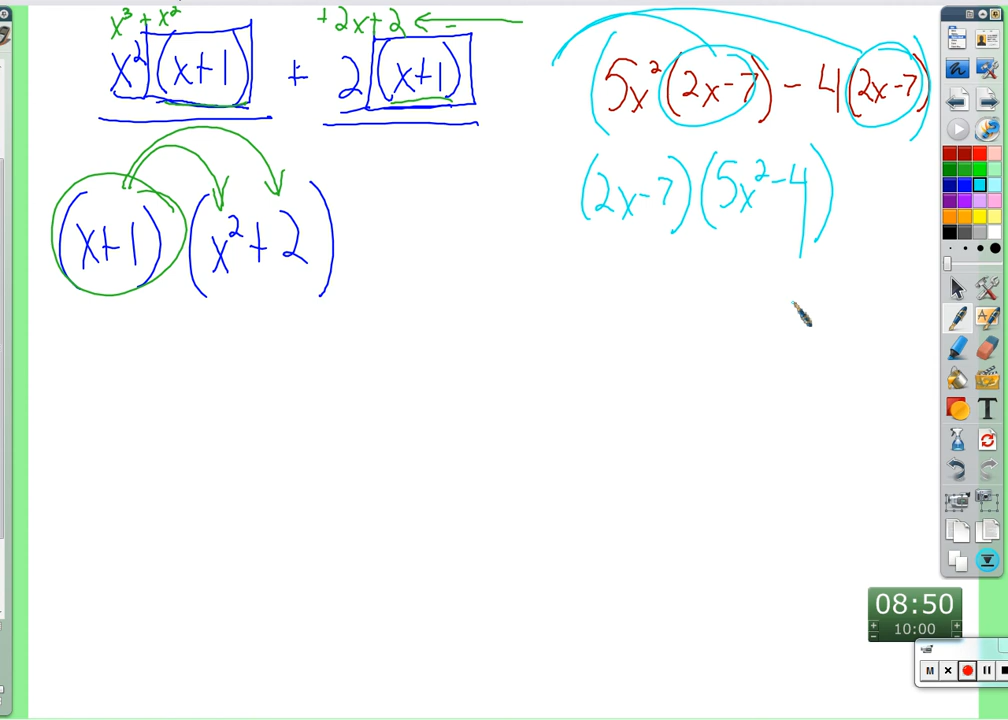 x³ + x² +2x+2 ← –
x²(x+1) + 2(x+1)
(x+1)(x²+2)
(5x²(2x-7) - 4(2x-7))
(2x-7)(5x²-4)
T
08:50
10:00
M